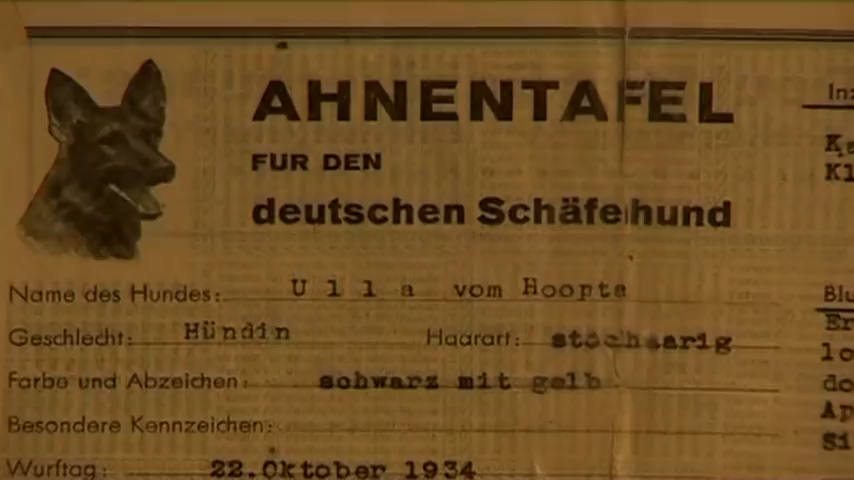 AHNENTAFEL
FUR DEN
deutschen Schäferhund
Name des Hundes: Ulla vom Hoopte
Geschlecht: Hündin Haarart: stockhaarig
Farbe und Abzeichen: schwarz mit gelb
Besondere Kennzeichen:
Wurftag: 22.Oktober 1934